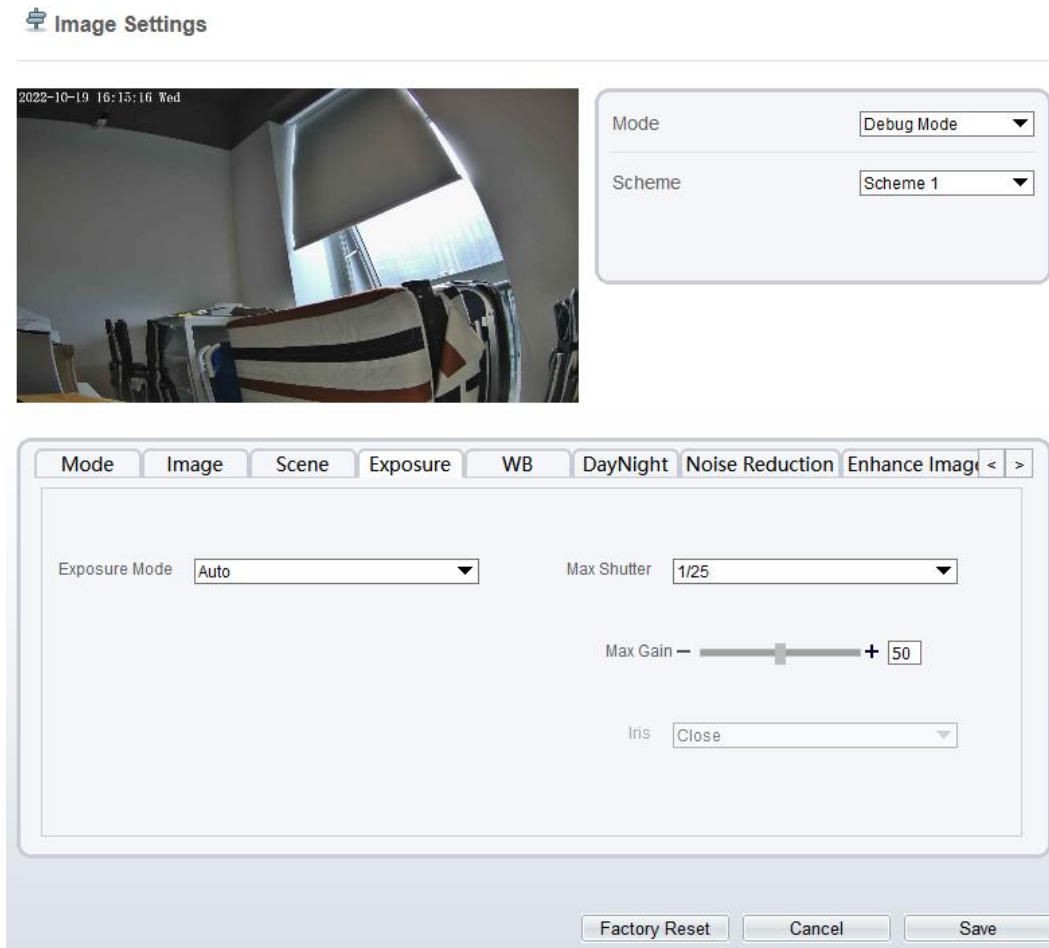 Image Settings
2022-10-19 16:15:16 Wed
Mode Debug Mode
Scheme Scheme 1
Mode Image Scene Exposure WB DayNight Noise Reduction Enhance Imag < >
Exposure Mode Auto Max Shutter 1/25
Max Gain − + 50
Iris Close
Factory Reset Cancel Save